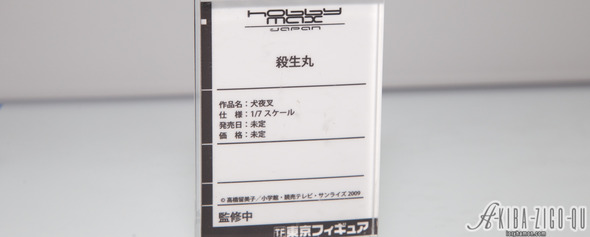 hobby
max
JAPAN
殺生丸
作品名：犬夜叉
仕　様：1/7 スケール
発売日：未定
価　格：未定
© 高橋留美子／小学館・読売テレビ・サンライズ 2009
監修中
TF 東京フィギュア
AKIBA-ZIGO-QU